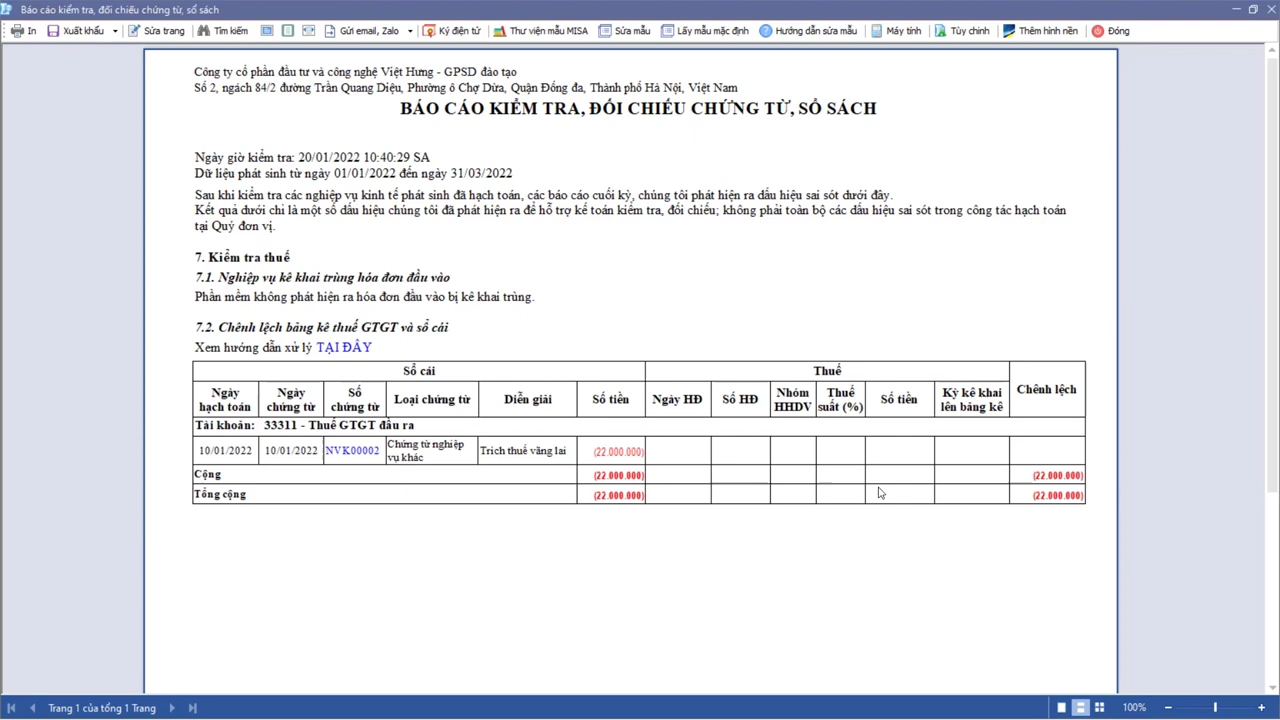 Báo cáo kiểm tra, đối chiếu chứng từ, sổ sách
In Xuất khẩu Sửa trang Tìm kiếm Gửi email, Zalo Ký điện tử Thư viện mẫu MISA Sửa mẫu Lấy mẫu mặc định Hướng dẫn sửa mẫu Máy tính Tùy chỉnh Thêm hình nền Đóng
Công ty cổ phần đầu tư và công nghệ Việt Hưng - GPSD đào tạo
Số 2, ngách 84/2 đường Trần Quang Diệu, Phường ô Chợ Dừa, Quận Đống đa, Thành phố Hà Nội, Việt Nam
BÁO CÁO KIỂM TRA, ĐỐI CHIẾU CHỨNG TỪ, SỔ SÁCH
Ngày giờ kiểm tra: 20/01/2022 10:40:29 SA
Dữ liệu phát sinh từ ngày 01/01/2022 đến ngày 31/03/2022
Sau khi kiểm tra các nghiệp vụ kinh tế phát sinh đã hạch toán, các báo cáo cuối kỳ, chúng tôi phát hiện ra dấu hiệu sai sót dưới đây.
Kết quả dưới chỉ là một số dấu hiệu chúng tôi đã phát hiện ra để hỗ trợ kế toán kiểm tra, đối chiếu; không phải toàn bộ các dấu hiệu sai sót trong công tác hạch toán
tại Quý đơn vị.
7. Kiểm tra thuế
7.1. Nghiệp vụ kê khai trùng hóa đơn đầu vào
Phần mềm không phát hiện ra hóa đơn đầu vào bị kê khai trùng.
7.2. Chênh lệch bảng kê thuế GTGT và sổ cái
Xem hướng dẫn xử lý TẠI ĐÂY
Sổ cái Thuế Chênh lệch
Ngày hạch toán Ngày chứng từ Số chứng từ Loại chứng từ Diễn giải Số tiền Ngày HĐ Số HĐ Nhóm HHDV Thuế suất (%) Số tiền Kỳ kê khai lên bảng kê
Tài khoản: 33311 - Thuế GTGT đầu ra
10/01/2022 10/01/2022 NVK00002 Chứng từ nghiệp vụ khác Trích thuế vãng lai (22.000.000)
Cộng (22.000.000) (22.000.000)
Tổng cộng (22.000.000) (22.000.000)
Trang 1 của tổng 1 Trang 100%